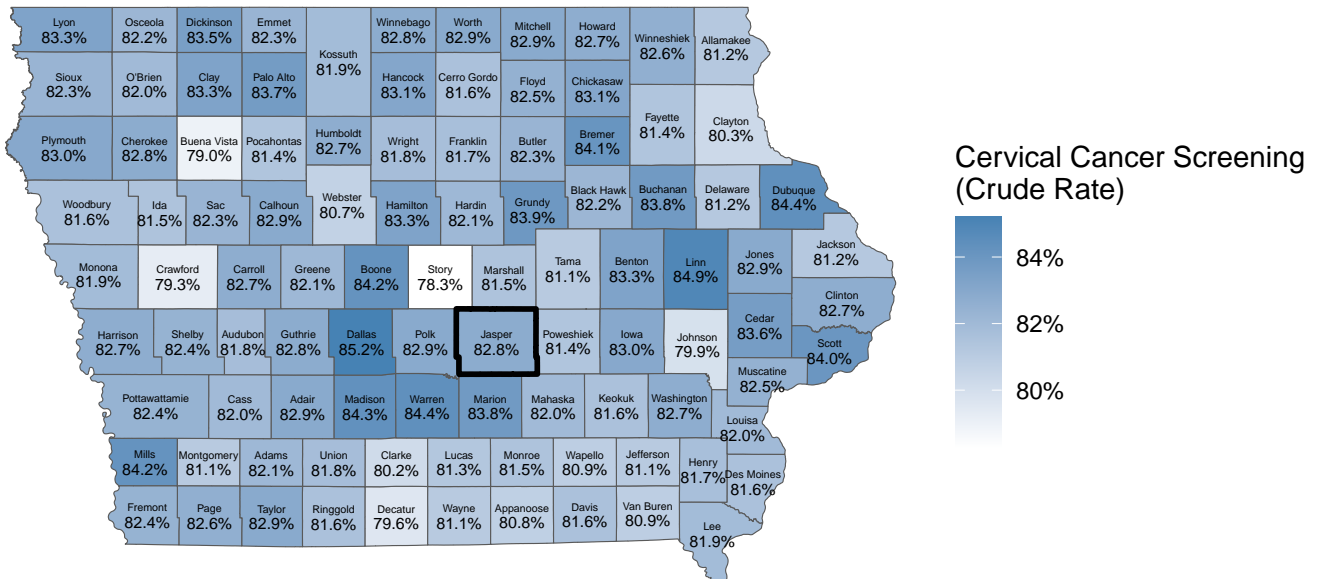 Lyon
83.3%
Osceola
82.2%
Dickinson
83.5%
Emmet
82.3%
Kossuth
81.9%
Winnebago
82.8%
Worth
82.9%
Mitchell
82.9%
Howard
82.7%
Winneshiek
82.6%
Allamakee
81.2%
Sioux
82.3%
O'Brien
82.0%
Clay
83.3%
Palo Alto
83.7%
Hancock
83.1%
Cerro Gordo
81.6%
Floyd
82.5%
Chickasaw
83.1%
Fayette
81.4%
Clayton
80.3%
Plymouth
83.0%
Cherokee
82.8%
Buena Vista
79.0%
Pocahontas
81.4%
Humboldt
82.7%
Wright
81.8%
Franklin
81.7%
Butler
82.3%
Bremer
84.1%
Woodbury
81.6%
Ida
81.5%
Sac
82.3%
Calhoun
82.9%
Webster
80.7%
Hamilton
83.3%
Hardin
82.1%
Grundy
83.9%
Black Hawk
82.2%
Buchanan
83.8%
Delaware
81.2%
Dubuque
84.4%
Monona
81.9%
Crawford
79.3%
Carroll
82.7%
Greene
82.1%
Boone
84.2%
Story
78.3%
Marshall
81.5%
Tama
81.1%
Benton
83.3%
Linn
84.9%
Jones
82.9%
Jackson
81.2%
Clinton
82.7%
Harrison
82.7%
Shelby
82.4%
Audubon
81.8%
Guthrie
82.8%
Dallas
85.2%
Polk
82.9%
Jasper
82.8%
Poweshiek
81.4%
Iowa
83.0%
Johnson
79.9%
Cedar
83.6%
Scott
84.0%
Muscatine
82.5%
Pottawattamie
82.4%
Cass
82.0%
Adair
82.9%
Madison
84.3%
Warren
84.4%
Marion
83.8%
Mahaska
82.0%
Keokuk
81.6%
Washington
82.7%
Louisa
82.0%
Mills
84.2%
Montgomery
81.1%
Adams
82.1%
Union
81.8%
Clarke
80.2%
Lucas
81.3%
Monroe
81.5%
Wapello
80.9%
Jefferson
81.1%
Henry
81.7%
Des Moines
81.6%
Fremont
82.4%
Page
82.6%
Taylor
82.9%
Ringgold
81.6%
Decatur
79.6%
Wayne
81.1%
Appanoose
80.8%
Davis
81.6%
Van Buren
80.9%
Lee
81.9%
Cervical Cancer Screening
(Crude Rate)
84%
82%
80%